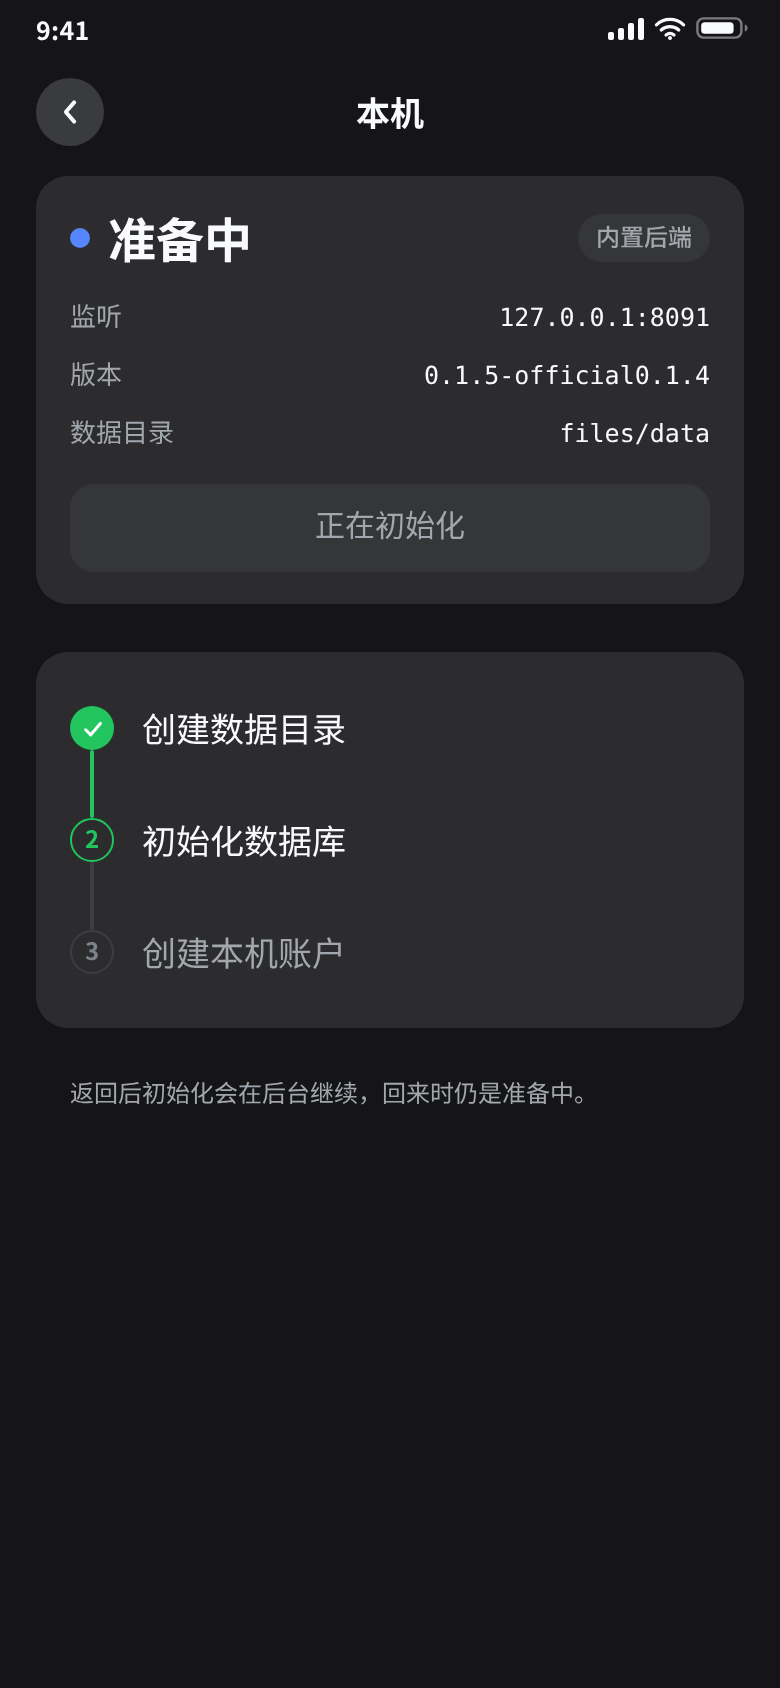 9:41
本机
准备中
内置后端
监听
127.0.0.1:8091
版本
0.1.5-official0.1.4
数据目录
files/data
正在初始化
创建数据目录
2
初始化数据库
3
创建本机账户
返回后初始化会在后台继续，回来时仍是准备中。